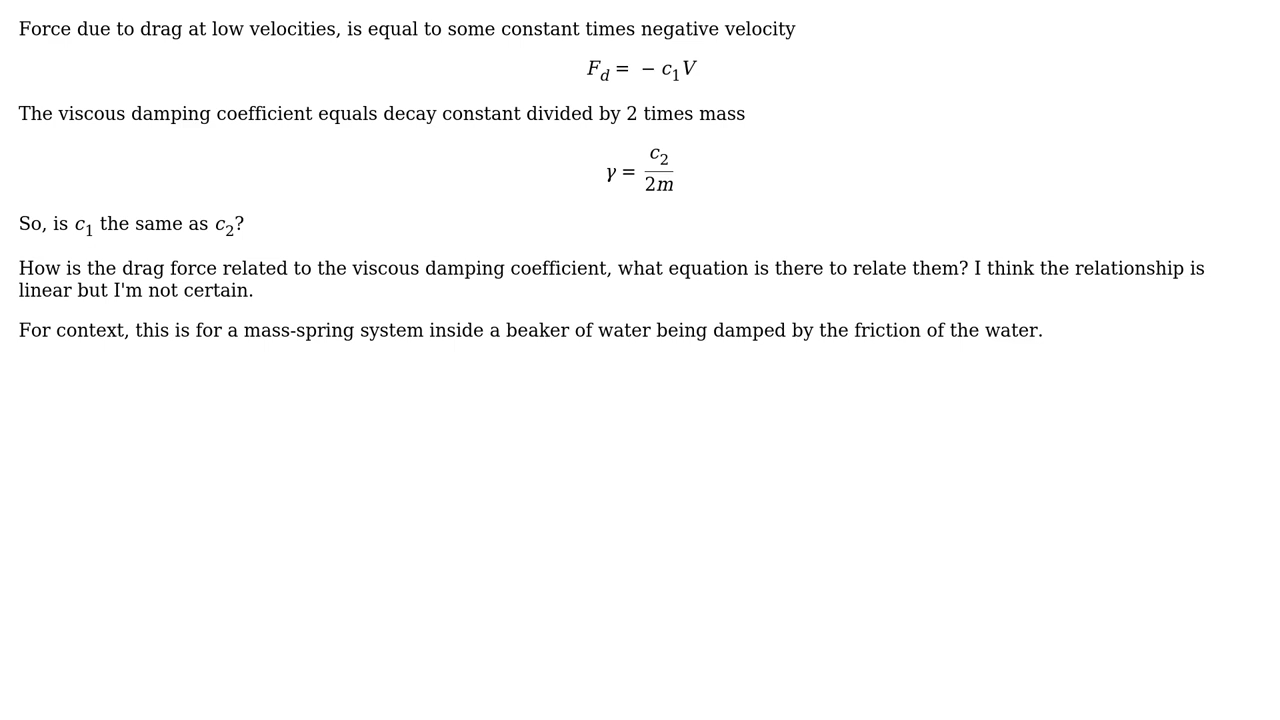 Force due to drag at low velocities, is equal to some constant times negative velocity
F_d = − c_1 V
The viscous damping coefficient equals decay constant divided by 2 times mass
γ = c_2 / 2m
So, is c_1 the same as c_2?
How is the drag force related to the viscous damping coefficient, what equation is there to relate them? I think the relationship is
linear but I'm not certain.
For context, this is for a mass-spring system inside a beaker of water being damped by the friction of the water.